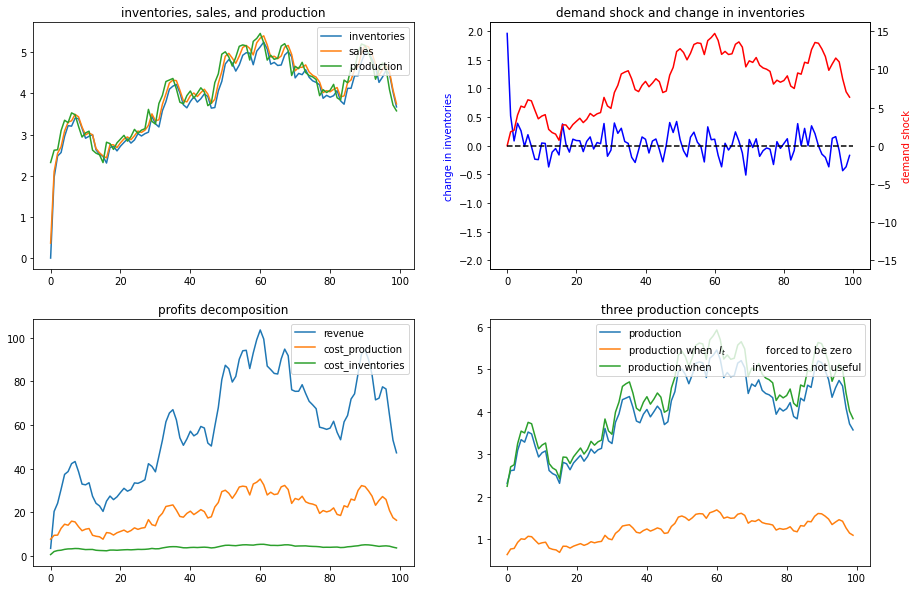 inventories, sales, and production
inventories
sales
production
5
4
3
2
1
0
0 20 40 60 80 100
demand shock and change in inventories
change in inventories
2.0
1.5
1.0
0.5
0.0
−0.5
−1.0
−1.5
−2.0
15
10
5
0
−5
−10
−15
demand shock
0 20 40 60 80 100
profits decomposition
revenue
cost_production
cost_inventories
100
80
60
40
20
0
0 20 40 60 80 100
three production concepts
production
production when I_t forced to be zero
production when inventories not useful
6
5
4
3
2
1
0 20 40 60 80 100